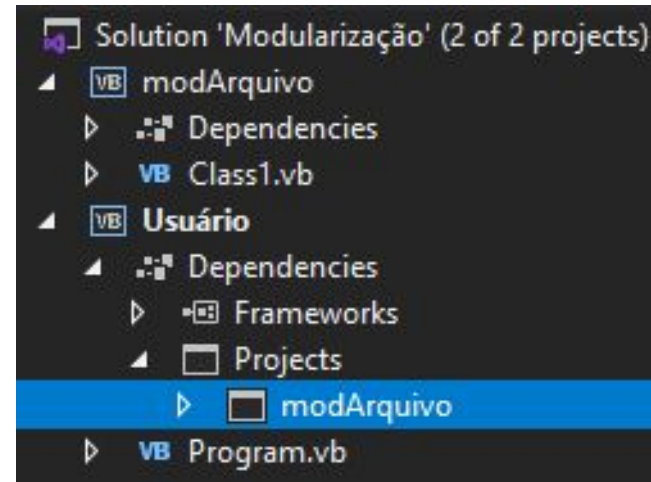 Solution 'Modularização' (2 of 2 projects)
VB modArquivo
Dependencies
VB Class1.vb
VB Usuário
Dependencies
Frameworks
Projects
modArquivo
VB Program.vb